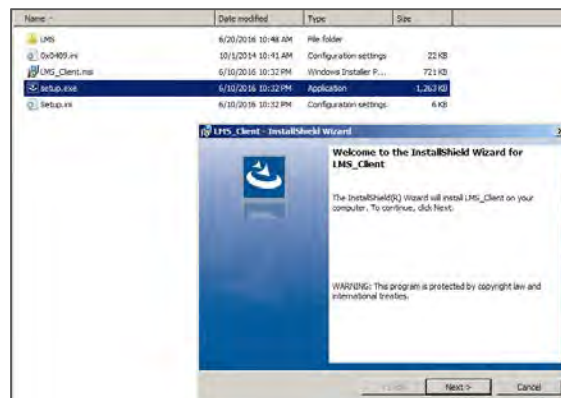 Name Date modified Type Size
LMS 6/20/2016 10:48 AM File folder
0x0409.ini 10/1/2014 10:41 AM Configuration settings 22 KB
LMS_Client.msi 6/10/2016 10:32 PM Windows Installer P... 721 KB
setup.exe 6/10/2016 10:32 PM Application 1,263 KB
Setup.ini 6/10/2016 10:32 PM Configuration settings 6 KB
LMS_Client - InstallShield Wizard
Welcome to the InstallShield Wizard for
LMS_Client
The InstallShield(R) Wizard will install LMS_Client on your
computer. To continue, click Next.
WARNING: This program is protected by copyright law and
international treaties.
Next > Cancel